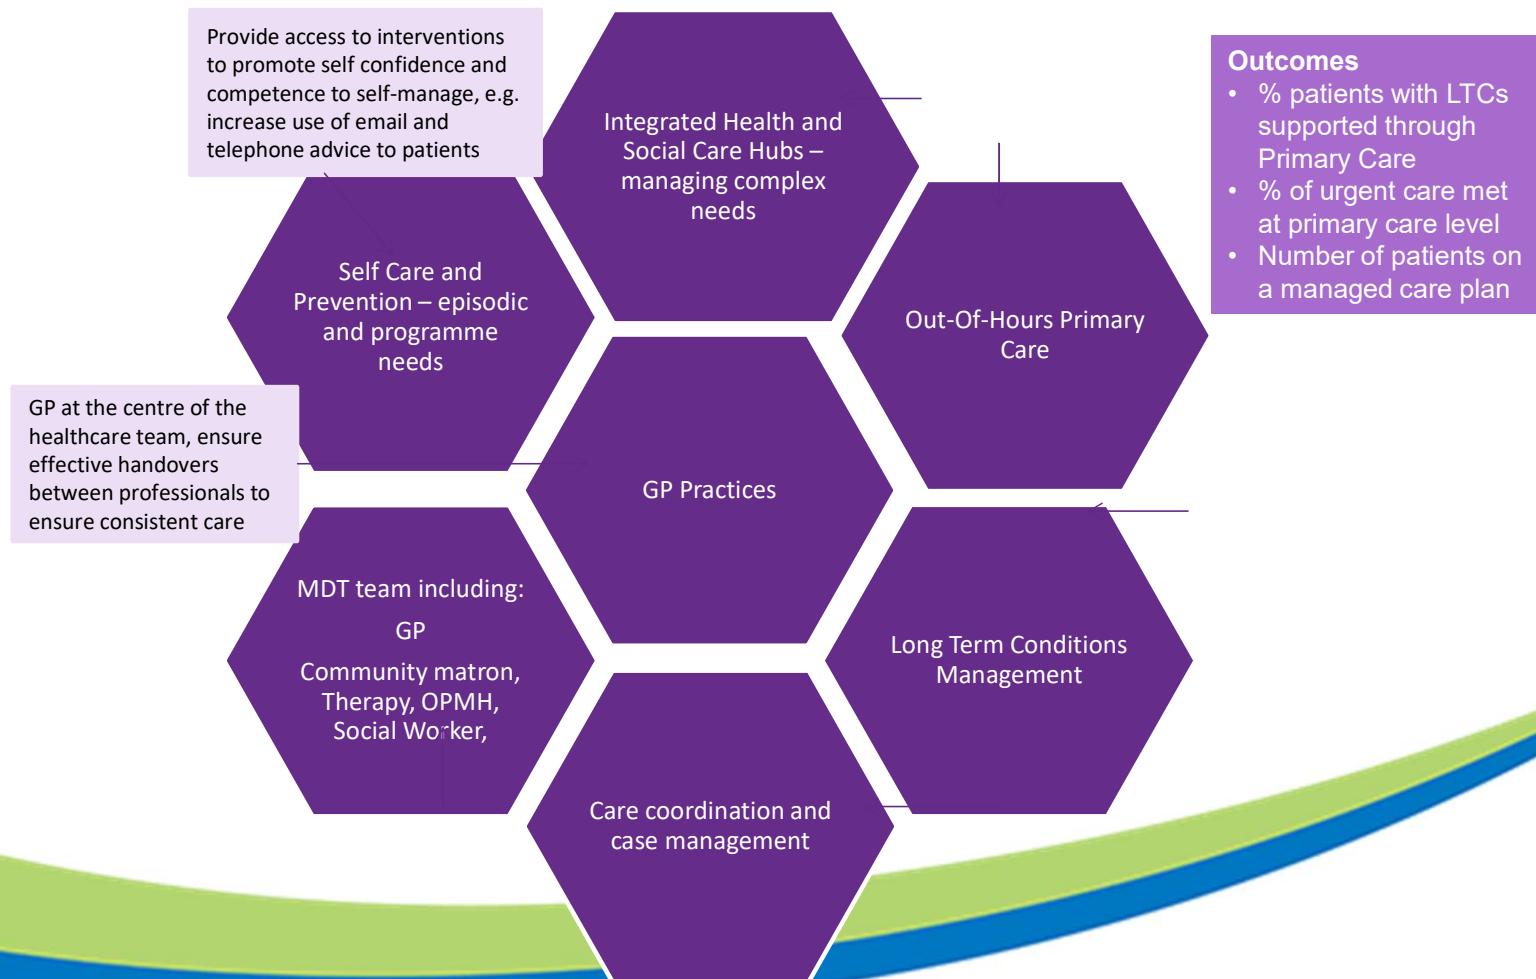 Provide access to interventions
to promote self confidence and
competence to self-manage, e.g.
increase use of email and
telephone advice to patients
Integrated Health and
Social Care Hubs –
managing complex
needs
Outcomes
• % patients with LTCs
supported through
Primary Care
• % of urgent care met
at primary care level
• Number of patients on
a managed care plan
Self Care and
Prevention – episodic
and programme
needs
Out-Of-Hours Primary
Care
GP at the centre of the
healthcare team, ensure
effective handovers
between professionals to
ensure consistent care
GP Practices
MDT team including:
GP
Community matron,
Therapy, OPMH,
Social Worker,
Long Term Conditions
Management
Care coordination and
case management